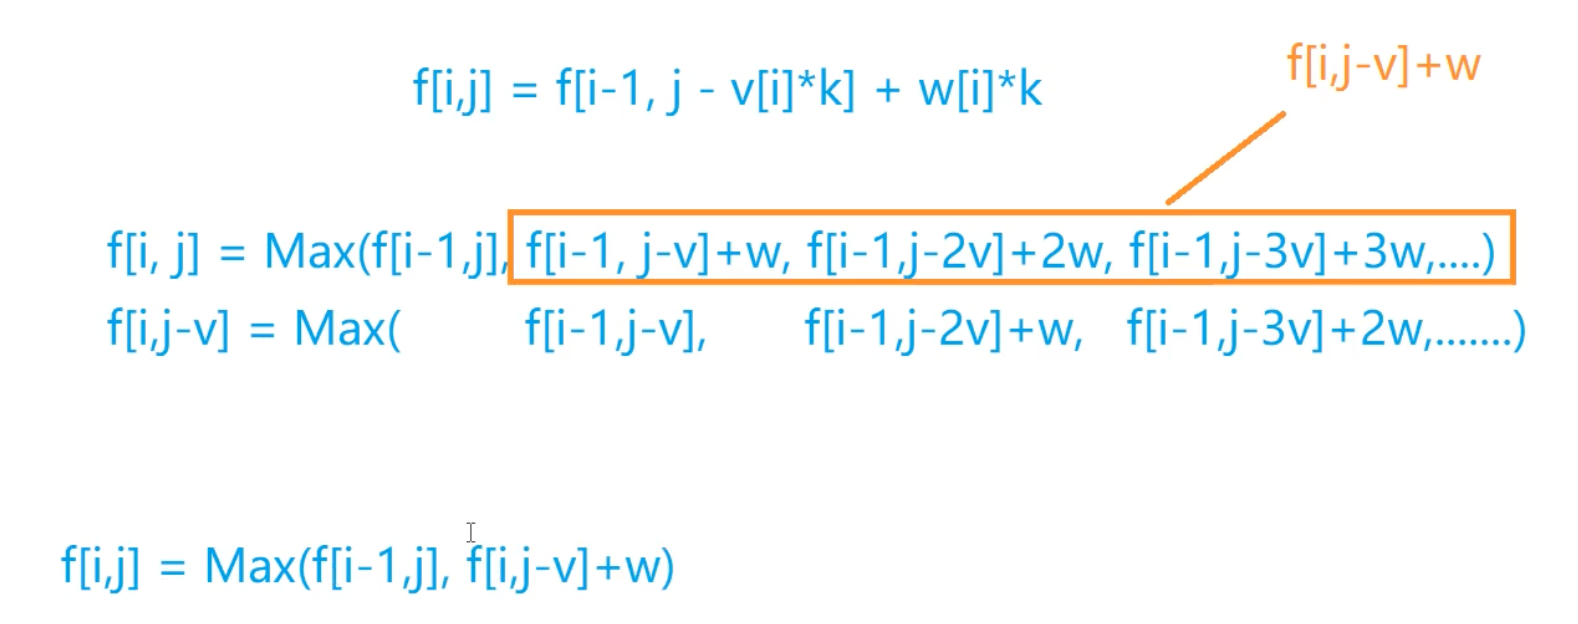 f[i,j-v]+w
f[i,j] = f[i-1, j - v[i]*k] + w[i]*k
f[i, j] = Max(f[i-1,j], f[i-1, j-v]+w, f[i-1,j-2v]+2w, f[i-1,j-3v]+3w,....)
f[i,j-v] = Max( f[i-1,j-v], f[i-1,j-2v]+w, f[i-1,j-3v]+2w,.......)
f[i,j] = Max(f[i-1,j], f[i,j-v]+w)